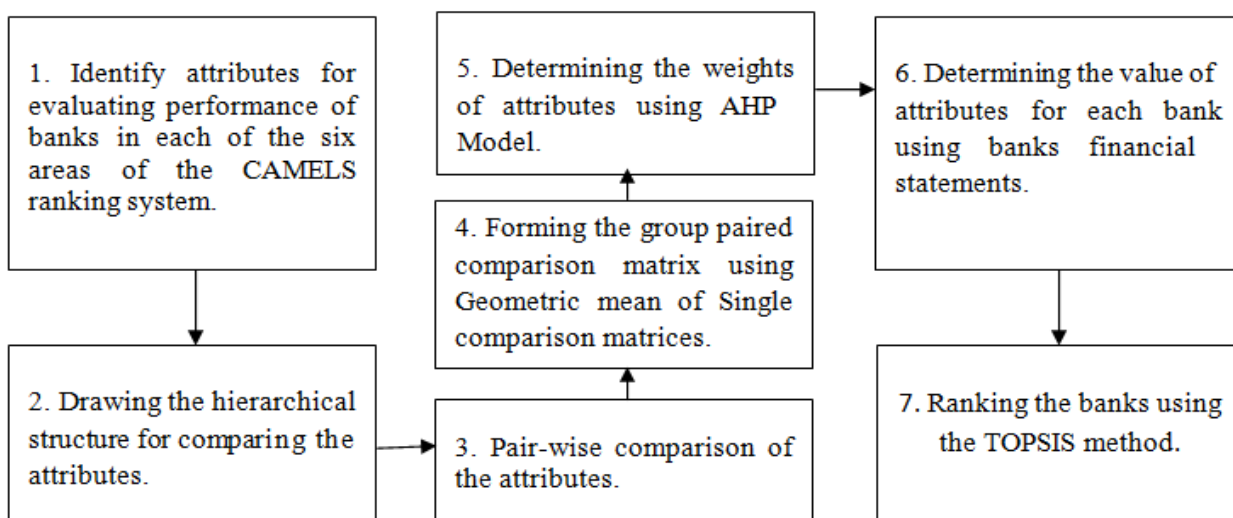 1. Identify attributes for
evaluating performance of
banks in each of the six
areas of the CAMELS
ranking system.
2. Drawing the hierarchical
structure for comparing the
attributes.
3. Pair-wise comparison of
the attributes.
4. Forming the group paired
comparison matrix using
Geometric mean of Single
comparison matrices.
5. Determining the weights
of attributes using AHP
Model.
6. Determining the value of
attributes for each bank
using banks financial
statements.
7. Ranking the banks using
the TOPSIS method.